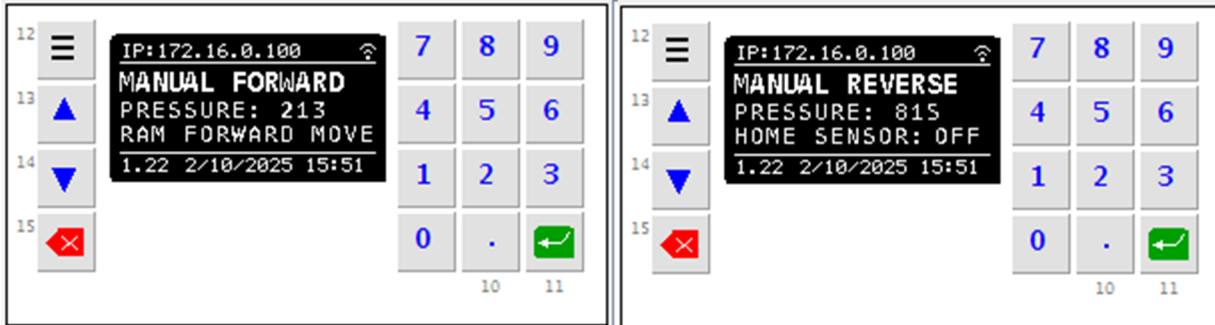 12
IP:172.16.0.100
MANUAL FORWARD
PRESSURE: 213
RAM FORWARD MOVE
1.22 2/10/2025 15:51
13
14
15
7 8 9
4 5 6
1 2 3
0 .
10 11
12
IP:172.16.0.100
MANUAL REVERSE
PRESSURE: 815
HOME SENSOR: OFF
1.22 2/10/2025 15:51
13
14
15
7 8 9
4 5 6
1 2 3
0 .
10 11